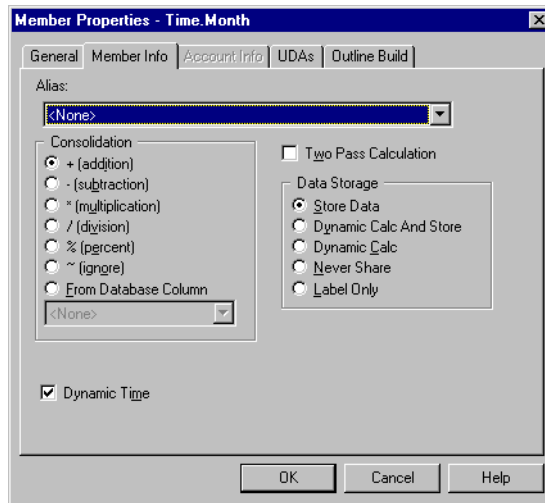 Member Properties - Time.Month
General Member Info Account Info UDAs Outline Build
Alias:
<None>
Consolidation
+ (addition)
- (subtraction)
* (multiplication)
/ (division)
% (percent)
~ (ignore)
From Database Column
<None>
Two Pass Calculation
Data Storage
Store Data
Dynamic Calc And Store
Dynamic Calc
Never Share
Label Only
Dynamic Time
OK Cancel Help